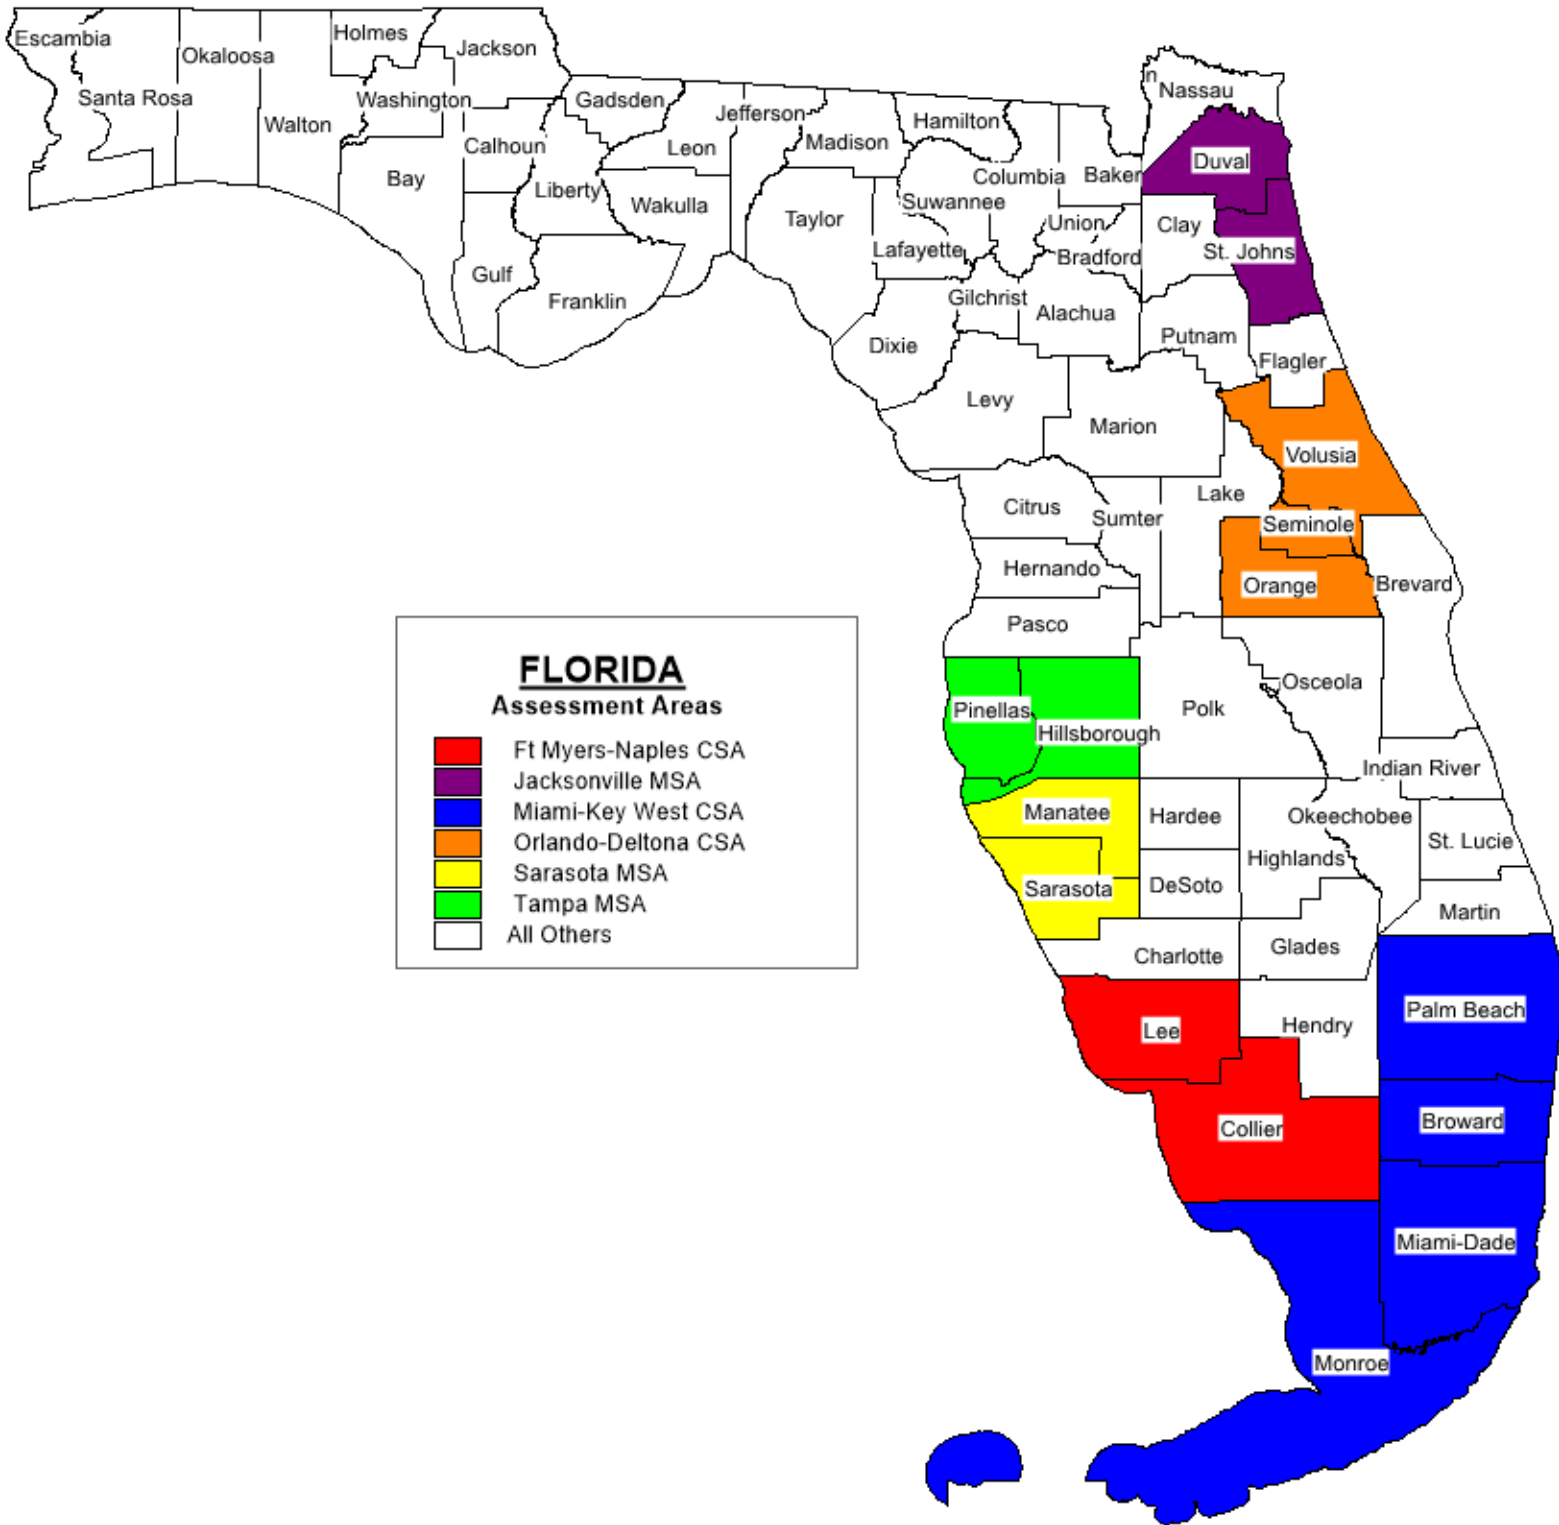 Escambia
Santa Rosa
Okaloosa
Walton
Holmes
Washington
Jackson
Bay
Calhoun
Gulf
Liberty
Gadsden
Franklin
Leon
Wakulla
Jefferson
Madison
Taylor
Hamilton
Suwannee
Lafayette
Dixie
Columbia
Gilchrist
Baker
Union
Bradford
Alachua
n
Nassau
Duval
Clay
St. Johns
Putnam
Flagler
Levy
Marion
Volusia
Citrus
Sumter
Lake
Seminole
Orange
Brevard
Hernando
Pasco
Pinellas
Hillsborough
Polk
Osceola
Indian River
Manatee
Hardee
Okeechobee
St. Lucie
Highlands
Sarasota
DeSoto
Martin
Charlotte
Glades
Lee
Hendry
Palm Beach
Collier
Broward
Miami-Dade
Monroe
FLORIDA
Assessment Areas
Ft Myers-Naples CSA
Jacksonville MSA
Miami-Key West CSA
Orlando-Deltona CSA
Sarasota MSA
Tampa MSA
All Others